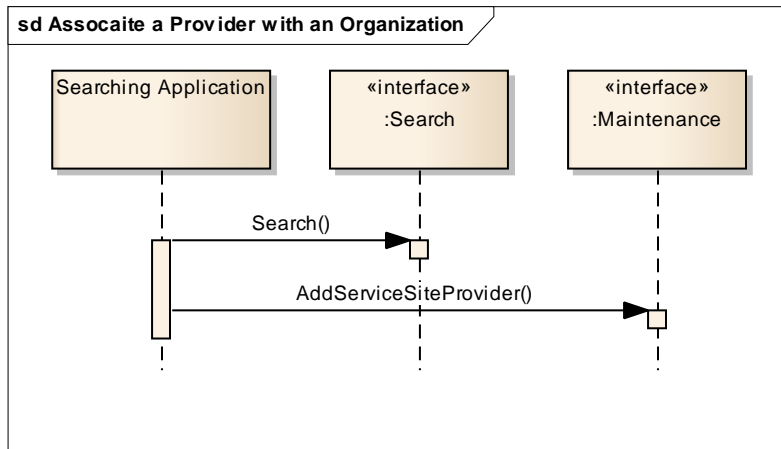 sd Assocaite a Provider with an Organization
Searching Application
«interface»
:Search
«interface»
:Maintenance
Search()
AddServiceSiteProvider()